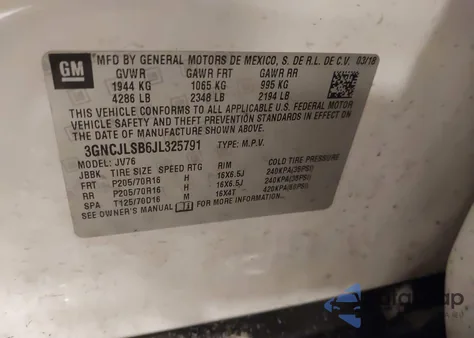 GM
MFD BY GENERAL MOTORS DE MEXICO, S. DE R.L. DE C.V. 03/18
GVWR GAWR FRT GAWR RR
1944 KG 1065 KG 995 KG
4286 LB 2348 LB 2194 LB
THIS VEHICLE CONFORMS TO ALL APPLICABLE U.S. FEDERAL MOTOR
VEHICLE SAFETY AND THEFT PREVENTION STANDARDS IN EFFECT ON
THE DATE OF MANUFACTURE SHOWN ABOVE.
3GNCJLSB6JL325791 TYPE: M.P.V.
MODEL: JV76
JBBK TIRE SIZE SPEED RTG RIM COLD TIRE PRESSURE
FRT P205/70R16 H 16X6.5J 240KPA(35PSI)
RR P205/70R16 H 16X6.5J 240KPA(35PSI)
SPA T125/70D16 M 16X4T 420KPA(60PSI)
SEE OWNER'S MANUAL FOR MORE INFORMATION.